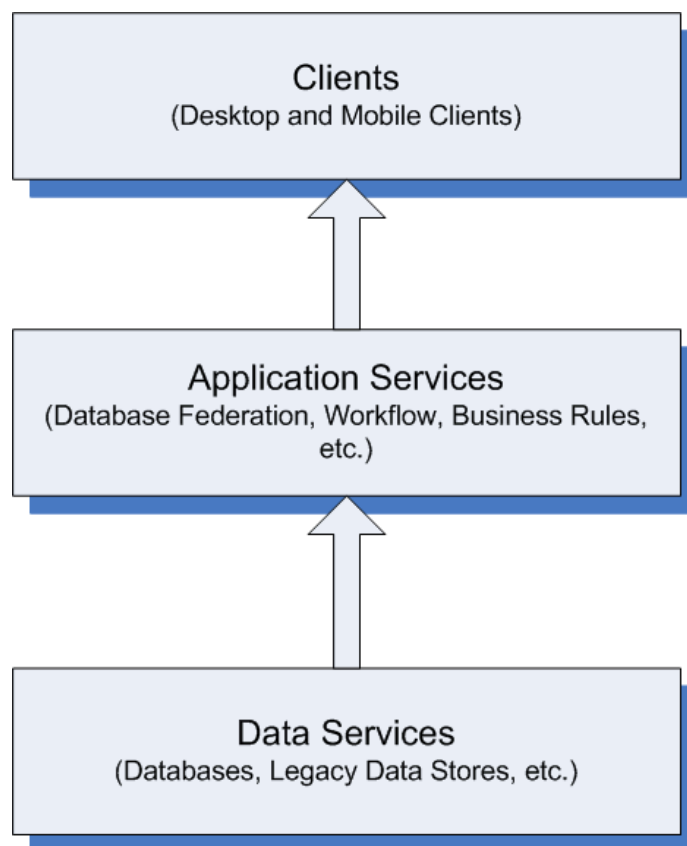 Clients
(Desktop and Mobile Clients)
Application Services
(Database Federation, Workflow, Business Rules,
etc.)
Data Services
(Databases, Legacy Data Stores, etc.)